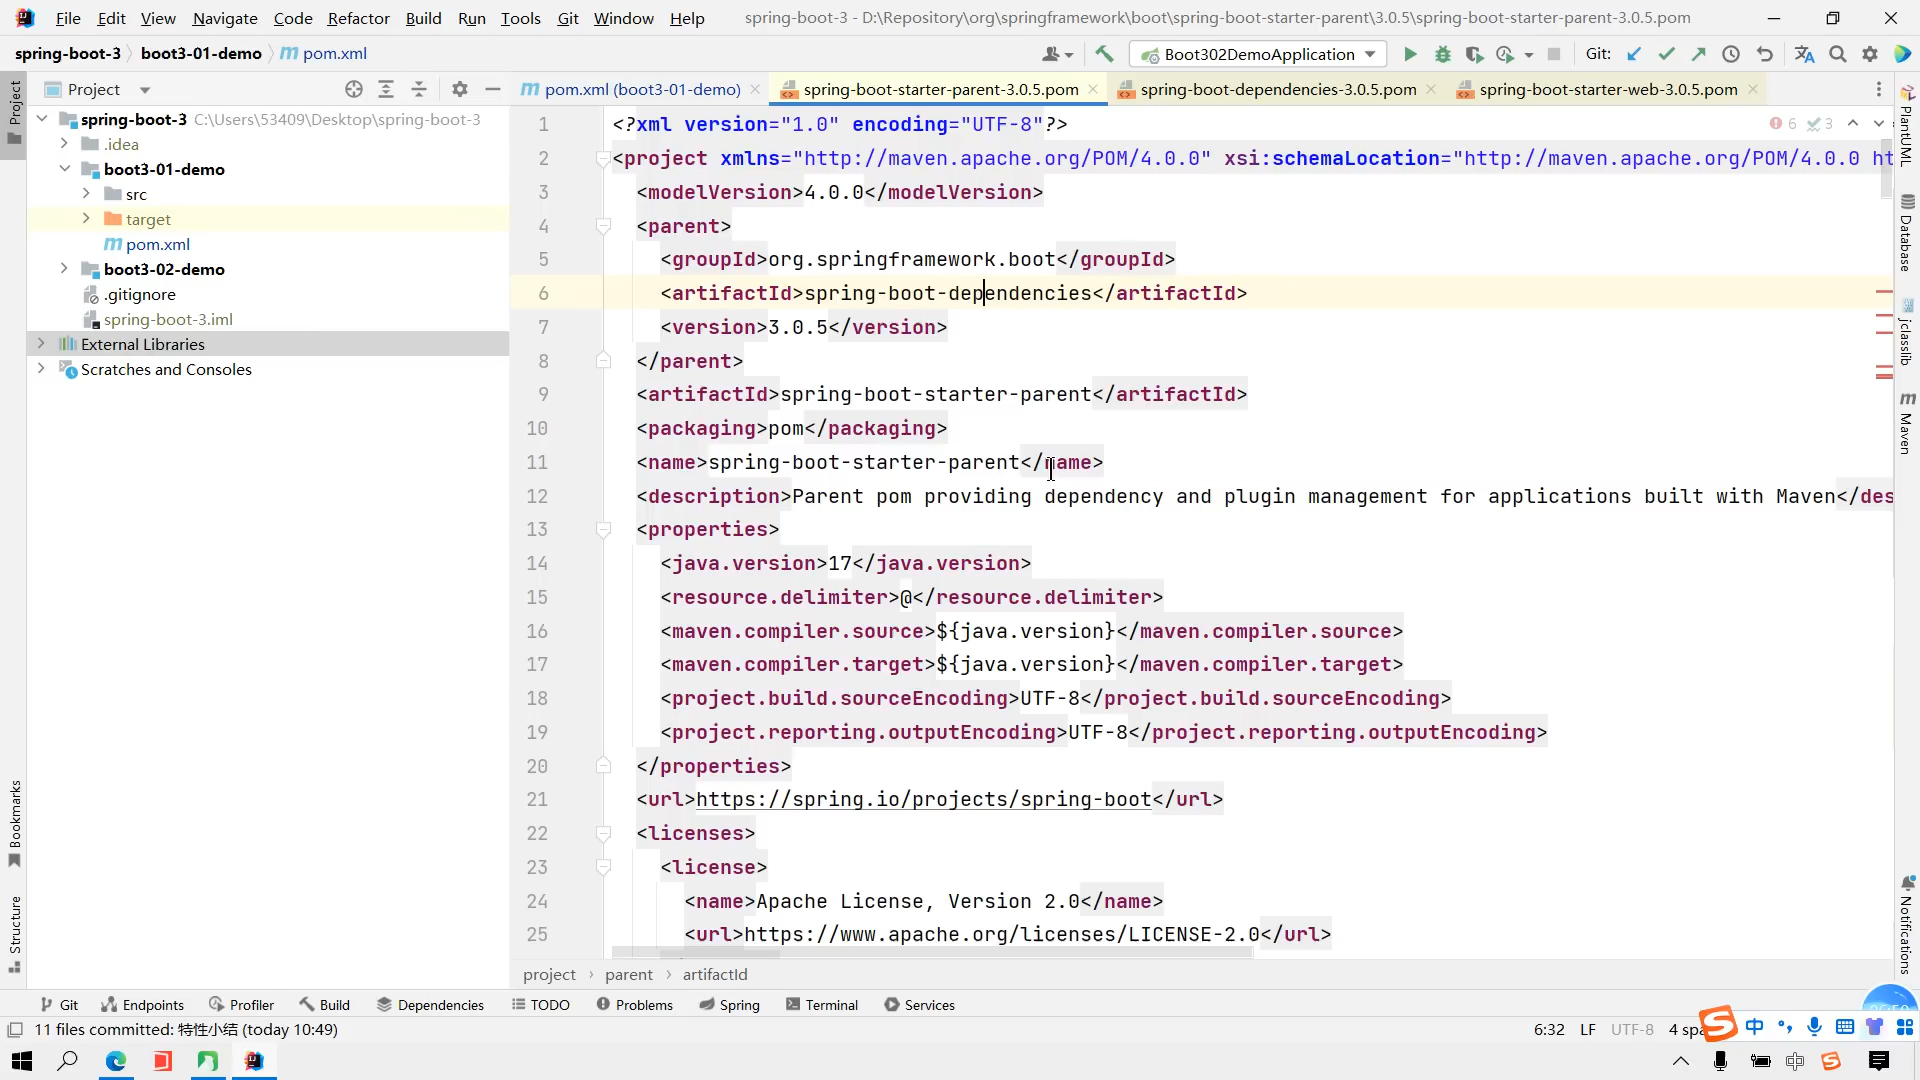 File Edit View Navigate Code Refactor Build Run Tools Git Window Help
spring-boot-3 - D:\Repository\org\springframework\boot\spring-boot-starter-parent\3.0.5\spring-boot-starter-parent-3.0.5.pom
spring-boot-3 boot3-01-demo pom.xml
Boot302DemoApplication
Git:
Project
pom.xml (boot3-01-demo)
spring-boot-starter-parent-3.0.5.pom
spring-boot-dependencies-3.0.5.pom
spring-boot-starter-web-3.0.5.pom
Project
Bookmarks
Structure
spring-boot-3 C:\Users\53409\Desktop\spring-boot-3
.idea
boot3-01-demo
src
target
pom.xml
boot3-02-demo
.gitignore
spring-boot-3.iml
External Libraries
Scratches and Consoles
6 3
1 <?xml version="1.0" encoding="UTF-8"?>
2 <project xmlns="http://maven.apache.org/POM/4.0.0" xsi:schemaLocation="http://maven.apache.org/POM/4.0.0 ht
3 <modelVersion>4.0.0</modelVersion>
4 <parent>
5 <groupId>org.springframework.boot</groupId>
6 <artifactId>spring-boot-dependencies</artifactId>
7 <version>3.0.5</version>
8 </parent>
9 <artifactId>spring-boot-starter-parent</artifactId>
10 <packaging>pom</packaging>
11 <name>spring-boot-starter-parent</name>
12 <description>Parent pom providing dependency and plugin management for applications built with Maven</des
13 <properties>
14 <java.version>17</java.version>
15 <resource.delimiter>@</resource.delimiter>
16 <maven.compiler.source>${java.version}</maven.compiler.source>
17 <maven.compiler.target>${java.version}</maven.compiler.target>
18 <project.build.sourceEncoding>UTF-8</project.build.sourceEncoding>
19 <project.reporting.outputEncoding>UTF-8</project.reporting.outputEncoding>
20 </properties>
21 <url>https://spring.io/projects/spring-boot</url>
22 <licenses>
23 <license>
24 <name>Apache License, Version 2.0</name>
25 <url>https://www.apache.org/licenses/LICENSE-2.0</url>
PlantUML
Database
jclasslib
Maven
Notifications
project parent artifactId
Git Endpoints Profiler Build Dependencies TODO Problems Spring Terminal Services
11 files committed: 特性小结 (today 10:49)
6:32 LF UTF-8 4 spa
中
中